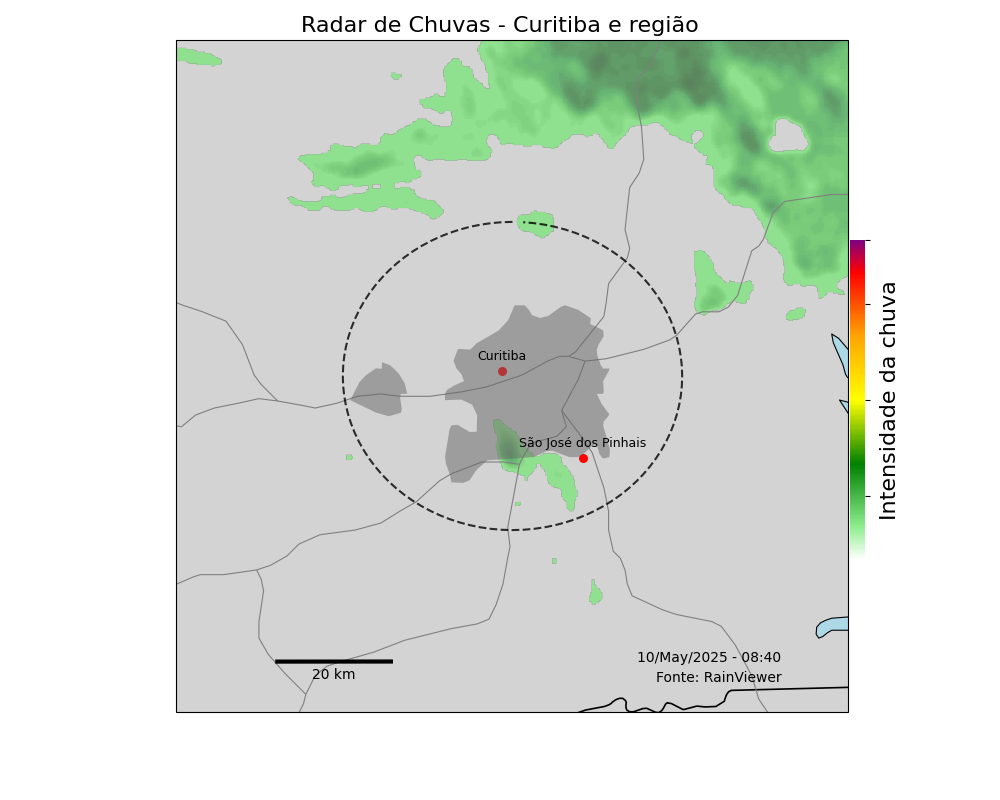 Radar de Chuvas - Curitiba e região
Curitiba
São José dos Pinhais
Intensidade da chuva
20 km
10/May/2025 - 08:40
Fonte: RainViewer